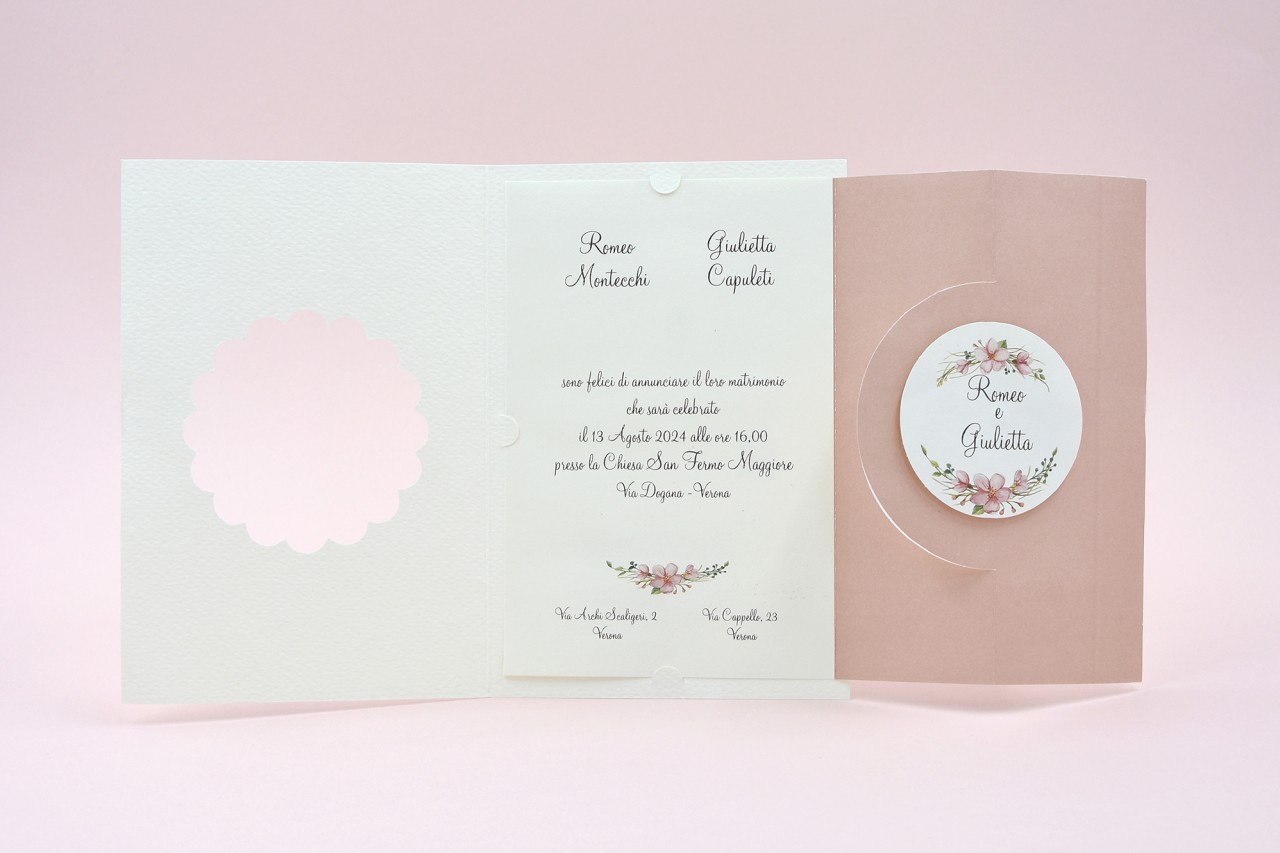 Romeo
Montecchi
Giulietta
Capuleti
sono felici di annunciare il loro matrimonio
che sarà celebrato
il 13 Agosto 2024 alle ore 16,00
presso la Chiesa San Fermo Maggiore
Via Dogana - Verona
Via Archi Scaligeri, 2
Verona
Via Cappello, 23
Verona
Romeo
e
Giulietta